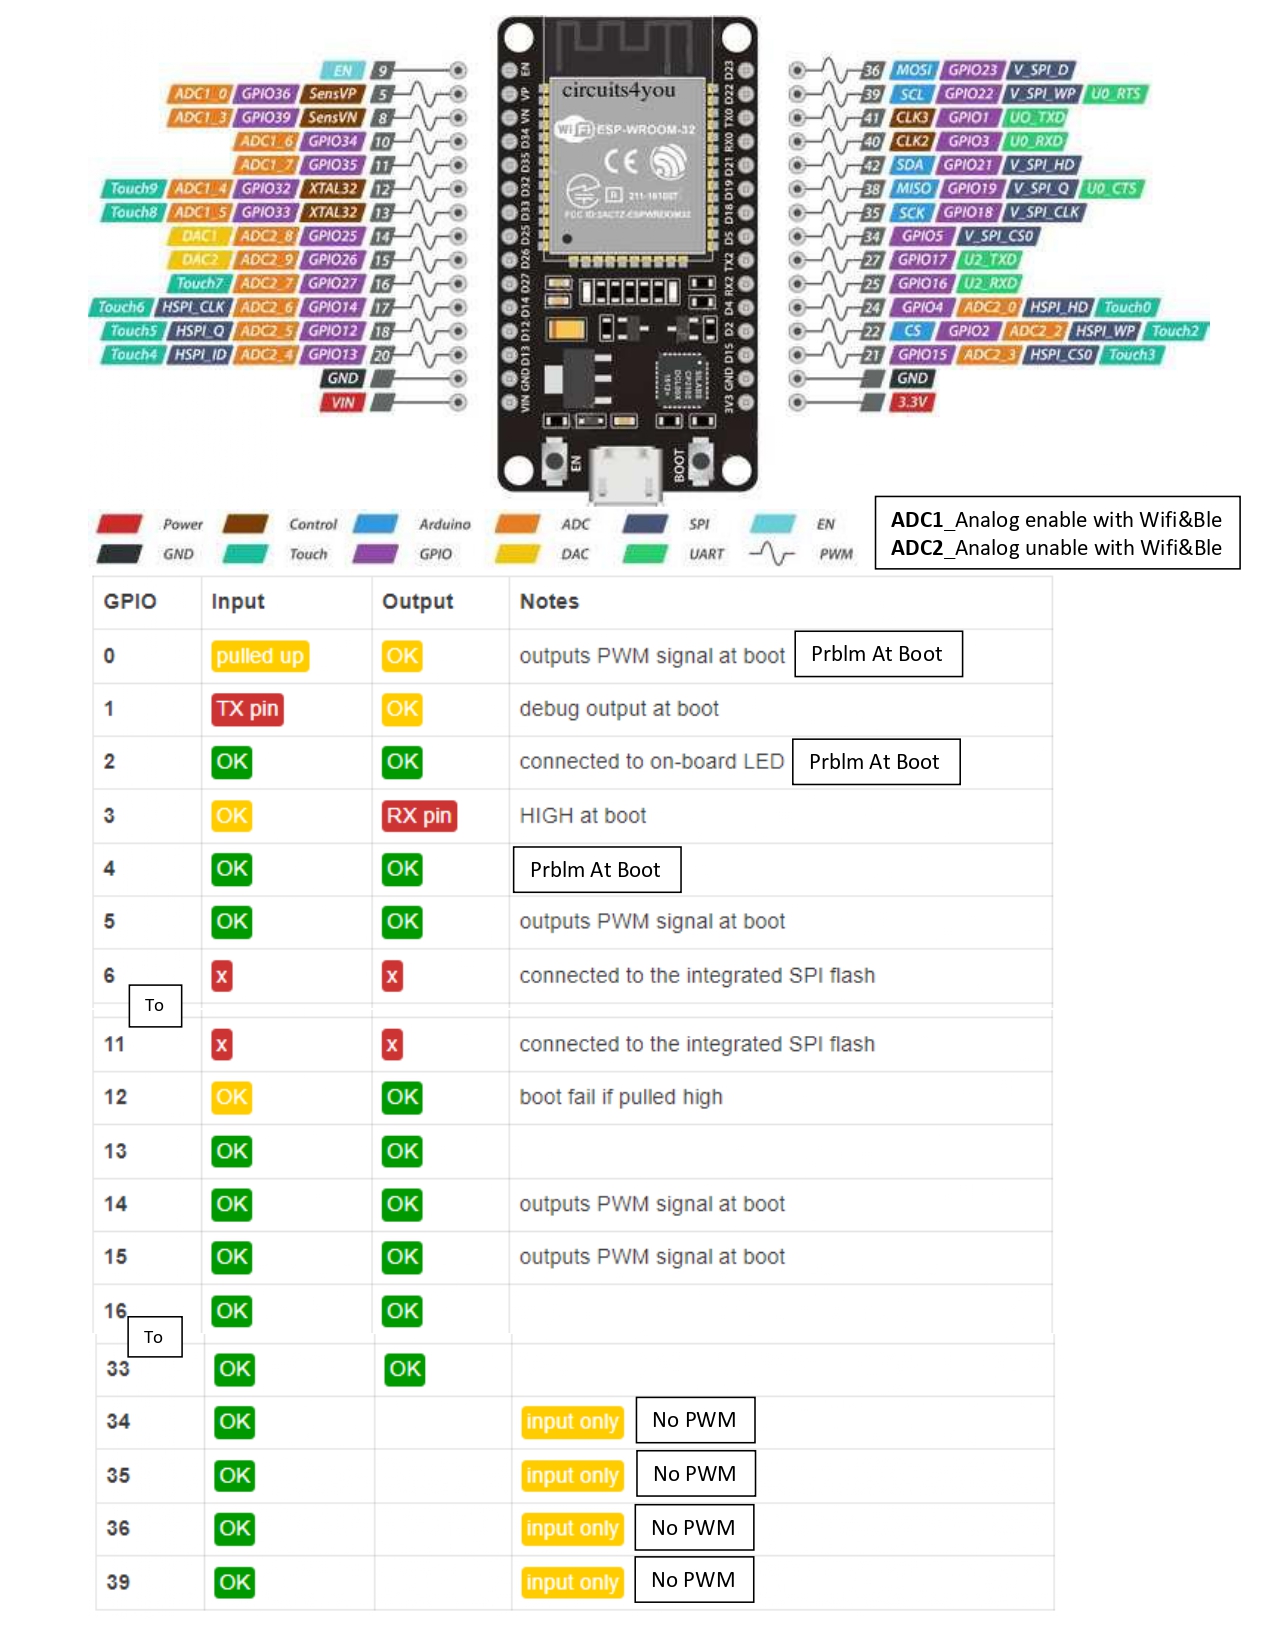 EN 9
ADC1_0 GPIO36 SensVP 5
ADC1_3 GPIO39 SensVN 8
ADC1_6 GPIO34 10
ADC1_7 GPIO35 11
Touch9 ADC1_4 GPIO32 XTAL32 12
Touch8 ADC1_5 GPIO33 XTAL32 13
DAC1 ADC2_8 GPIO25 14
DAC2 ADC2_9 GPIO26 15
Touch7 ADC2_7 GPIO27 16
Touch6 HSPI_CLK ADC2_6 GPIO14 17
Touch5 HSPI_Q ADC2_5 GPIO12 18
Touch4 HSPI_ID ADC2_4 GPIO13 20
GND
VIN
EN VP VN D34 D35 D32 D33 D25 D26 D27 D14 D12 D13 GND VIN
circuits4you
WiFi ESP-WROOM-32
CE
R 211-161007
FCC ID:2AC7Z-ESPWROOM32
D23 D22 TX0 RX0 D21 D19 D18 D5 TX2 RX2 D4 D2 D15 GND 3V3
SILABS
CP2102
EN
BOOT
36 MOSI GPIO23 V_SPI_D
39 SCL GPIO22 V_SPI_WP U0_RTS
41 CLK3 GPIO1 UO_TXD
40 CLK2 GPIO3 U0_RXD
42 SDA GPIO21 V_SPI_HD
38 MISO GPIO19 V_SPI_Q U0_CTS
35 SCK GPIO18 V_SPI_CLK
34 GPIO5 V_SPI_CS0
27 GPIO17 U2_TXD
25 GPIO16 U2_RXD
24 GPIO4 ADC2_0 HSPI_HD Touch0
22 CS GPIO2 ADC2_2 HSPI_WP Touch2
21 GPIO15 ADC2_3 HSPI_CS0 Touch3
GND
3.3V
Power Control Arduino ADC SPI EN
GND Touch GPIO DAC UART PWM
ADC1_Analog enable with Wifi&Ble
ADC2_Analog unable with Wifi&Ble
GPIO Input Output Notes
0 pulled up OK outputs PWM signal at boot Prblm At Boot
1 TX pin OK debug output at boot
2 OK OK connected to on-board LED Prblm At Boot
3 OK RX pin HIGH at boot
4 OK OK Prblm At Boot
5 OK OK outputs PWM signal at boot
6 x x connected to the integrated SPI flash
To
11 x x connected to the integrated SPI flash
12 OK OK boot fail if pulled high
13 OK OK
14 OK OK outputs PWM signal at boot
15 OK OK outputs PWM signal at boot
16 OK OK
To
33 OK OK
34 OK input only No PWM
35 OK input only No PWM
36 OK input only No PWM
39 OK input only No PWM